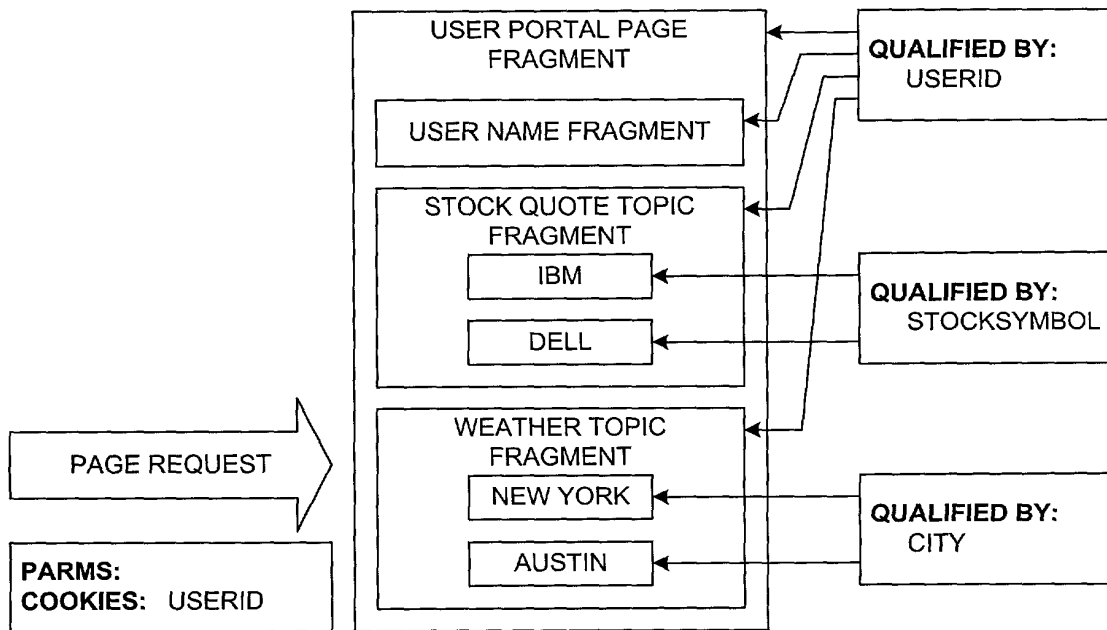 USER PORTAL PAGE
FRAGMENT
USER NAME FRAGMENT
STOCK QUOTE TOPIC
FRAGMENT
IBM
DELL
WEATHER TOPIC
FRAGMENT
NEW YORK
AUSTIN
QUALIFIED BY:
USERID
QUALIFIED BY:
STOCKSYMBOL
QUALIFIED BY:
CITY
PAGE REQUEST
PARMS:
COOKIES: USERID